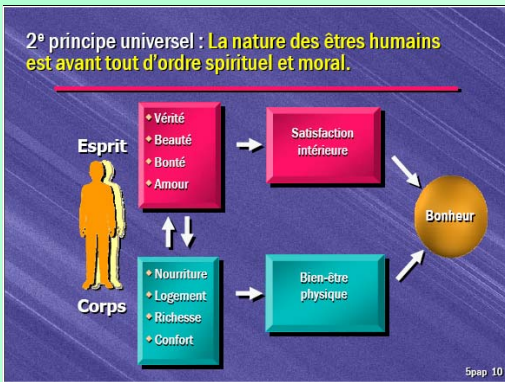 2e principe universel : La nature des êtres humains
est avant tout d'ordre spirituel et moral.
Esprit
Vérité
Beauté
Bonté
Amour
Satisfaction
intérieure
Bonheur
Corps
Nourriture
Logement
Richesse
Confort
Bien-être
physique
5pap 10